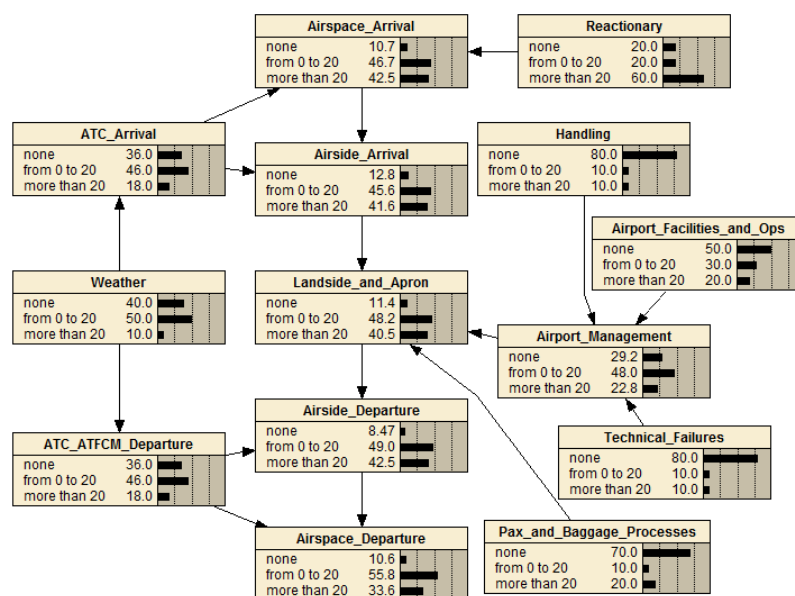 Airspace_Arrival
none 10.7
from 0 to 20 46.7
more than 20 42.5
Reactionary
none 20.0
from 0 to 20 20.0
more than 20 60.0
ATC_Arrival
none 36.0
from 0 to 20 46.0
more than 20 18.0
Airside_Arrival
none 12.8
from 0 to 20 45.6
more than 20 41.6
Handling
none 80.0
from 0 to 20 10.0
more than 20 10.0
Airport_Facilities_and_Ops
none 50.0
from 0 to 20 30.0
more than 20 20.0
Weather
none 40.0
from 0 to 20 50.0
more than 20 10.0
Landside_and_Apron
none 11.4
from 0 to 20 48.2
more than 20 40.5
Airport_Management
none 29.2
from 0 to 20 48.0
more than 20 22.8
Airside_Departure
none 8.47
from 0 to 20 49.0
more than 20 42.5
ATC_ATFCM_Departure
none 36.0
from 0 to 20 46.0
more than 20 18.0
Technical_Failures
none 80.0
from 0 to 20 10.0
more than 20 10.0
Airspace_Departure
none 10.6
from 0 to 20 55.8
more than 20 33.6
Pax_and_Baggage_Processes
none 70.0
from 0 to 20 10.0
more than 20 20.0